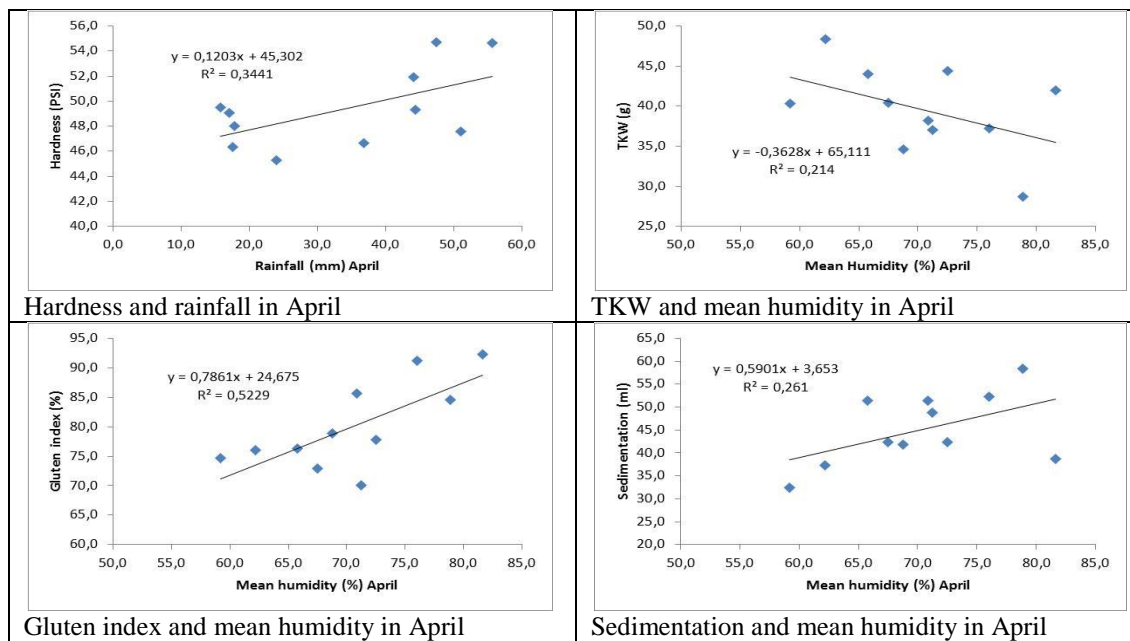 56,0
54,0
52,0
50,0
48,0
46,0
44,0
42,0
40,0
Hardness (PSI)
y = 0,1203x + 45,302
R² = 0,3441
0,0 10,0 20,0 30,0 40,0 50,0 60,0
Rainfall (mm) April
Hardness and rainfall in April
50,0
45,0
40,0
35,0
30,0
25,0
TKW (g)
y = -0,3628x + 65,111
R² = 0,214
50,0 55,0 60,0 65,0 70,0 75,0 80,0 85,0
Mean Humidity (%) April
TKW and mean humidity in April
95,0
90,0
85,0
80,0
75,0
70,0
65,0
60,0
Gluten index (%)
y = 0,7861x + 24,675
R² = 0,5229
50,0 55,0 60,0 65,0 70,0 75,0 80,0 85,0
Mean humidity (%) April
Gluten index and mean humidity in April
65,0
60,0
55,0
50,0
45,0
40,0
35,0
30,0
25,0
20,0
Sedimentation (ml)
y = 0,5901x + 3,653
R² = 0,261
50,0 55,0 60,0 65,0 70,0 75,0 80,0 85,0
Mean humidity (%) April
Sedimentation and mean humidity in April